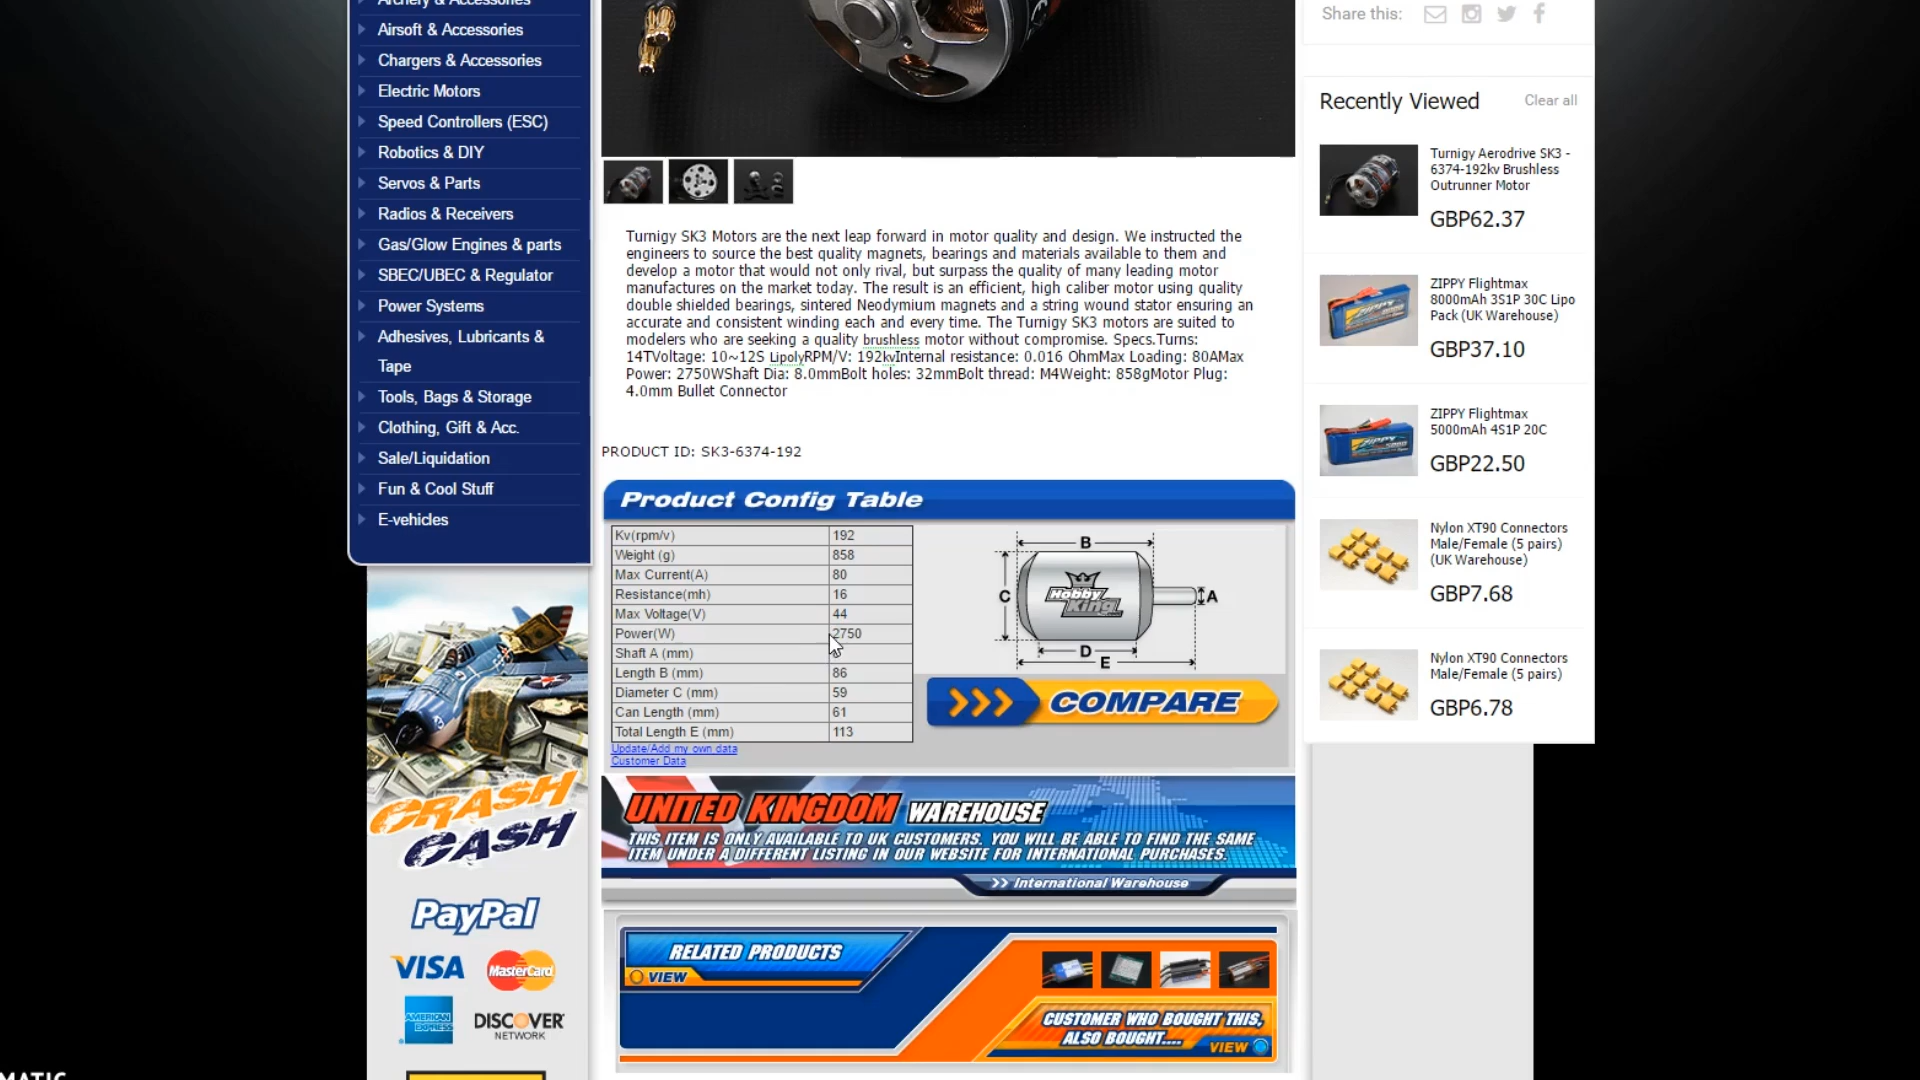 Archery & Accessories
Airsoft & Accessories
Chargers & Accessories
Electric Motors
Speed Controllers (ESC)
Robotics & DIY
Servos & Parts
Radios & Receivers
Gas/Glow Engines & parts
SBEC/UBEC & Regulator
Power Systems
Adhesives, Lubricants &
Tape
Tools, Bags & Storage
Clothing, Gift & Acc.
Sale/Liquidation
Fun & Cool Stuff
E-vehicles
CRASH
CASH
PayPal
VISA
MasterCard
AMERICAN
EXPRESS
DISCOVER
NETWORK
MATIC
Turnigy SK3 Motors are the next leap forward in motor quality and design. We instructed the
engineers to source the best quality magnets, bearings and materials available to them and
develop a motor that would not only rival, but surpass the quality of many leading motor
manufactures on the market today. The result is an efficient, high caliber motor using quality
double shielded bearings, sintered Neodymium magnets and a string wound stator ensuring an
accurate and consistent winding each and every time. The Turnigy SK3 motors are suited to
modelers who are seeking a quality brushless motor without compromise. Specs.Turns:
14TVoltage: 10~12S LipolyRPM/V: 192kvInternal resistance: 0.016 OhmMax Loading: 80AMax
Power: 2750WShaft Dia: 8.0mmBolt holes: 32mmBolt thread: M4Weight: 858gMotor Plug:
4.0mm Bullet Connector
PRODUCT ID: SK3-6374-192
Product Config Table
Kv(rpm/v) 192
Weight (g) 858
Max Current(A) 80
Resistance(mh) 16
Max Voltage(V) 44
Power(W) 2750
Shaft A (mm)
Length B (mm) 86
Diameter C (mm) 59
Can Length (mm) 61
Total Length E (mm) 113
Update/Add my own data
Customer Data
B
C
A
D
E
Hobby
King
COMPARE
UNITED KINGDOM WAREHOUSE
THIS ITEM IS ONLY AVAILABLE TO UK CUSTOMERS. YOU WILL BE ABLE TO FIND THE SAME
ITEM UNDER A DIFFERENT LISTING IN OUR WEBSITE FOR INTERNATIONAL PURCHASES.
>> International Warehouse
RELATED PRODUCTS
VIEW
CUSTOMER WHO BOUGHT THIS,
ALSO BOUGHT....
VIEW
Share this:
Recently Viewed Clear all
Turnigy Aerodrive SK3 -
6374-192kv Brushless
Outrunner Motor
GBP62.37
ZIPPY Flightmax
8000mAh 3S1P 30C Lipo
Pack (UK Warehouse)
GBP37.10
ZIPPY Flightmax
5000mAh 4S1P 20C
GBP22.50
Nylon XT90 Connectors
Male/Female (5 pairs)
(UK Warehouse)
GBP7.68
Nylon XT90 Connectors
Male/Female (5 pairs)
GBP6.78